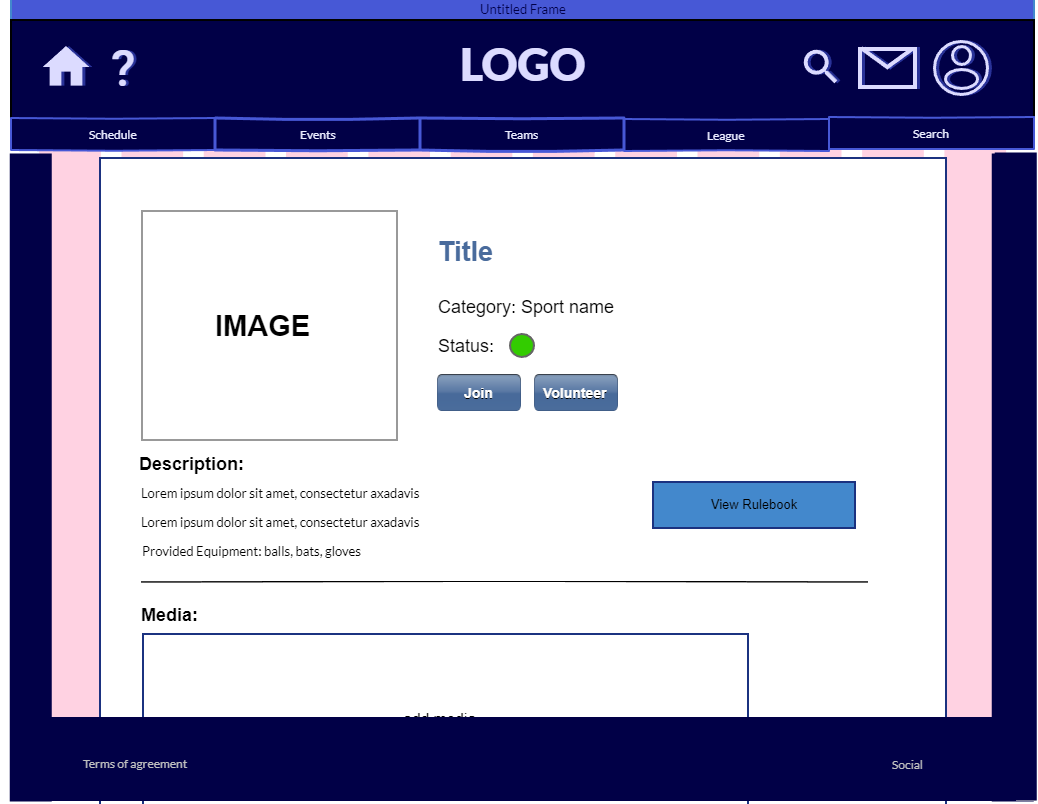 Untitled Frame
?
LOGO
Schedule
Events
Teams
League
Search
IMAGE
Title
Category: Sport name
Status:
Join
Volunteer
Description:
Lorem ipsum dolor sit amet, consectetur axadavis
Lorem ipsum dolor sit amet, consectetur axadavis
Provided Equipment: balls, bats, gloves
View Rulebook
Media:
add media
Terms of agreement
Social